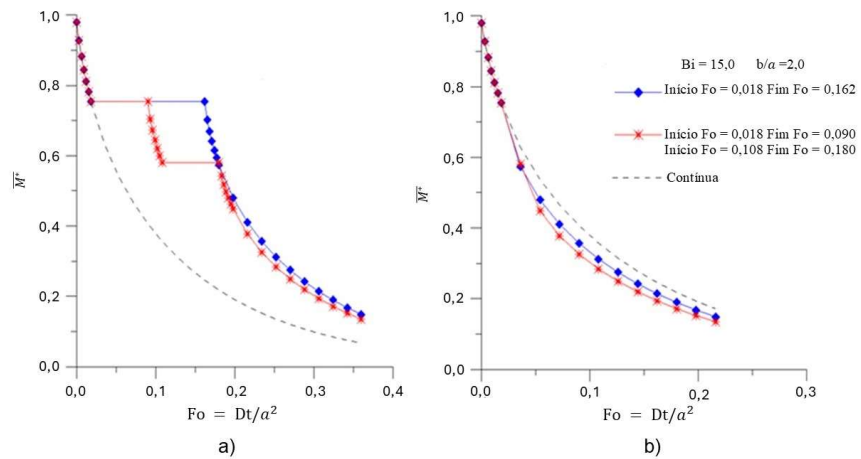 1,0
0,8
0,6
0,4
0,2
0,0
M̅*
0,0 0,1 0,2 0,3 0,4
Fo = Dt/a²
a)
1,0
0,8
0,6
0,4
0,2
0,0
M̅*
0,0 0,1 0,2 0,3
Fo = Dt/a²
b)
Bi = 15,0 b/a =2,0
Início Fo = 0,018 Fim Fo = 0,162
Início Fo = 0,018 Fim Fo = 0,090
Início Fo = 0,108 Fim Fo = 0,180
Contínua